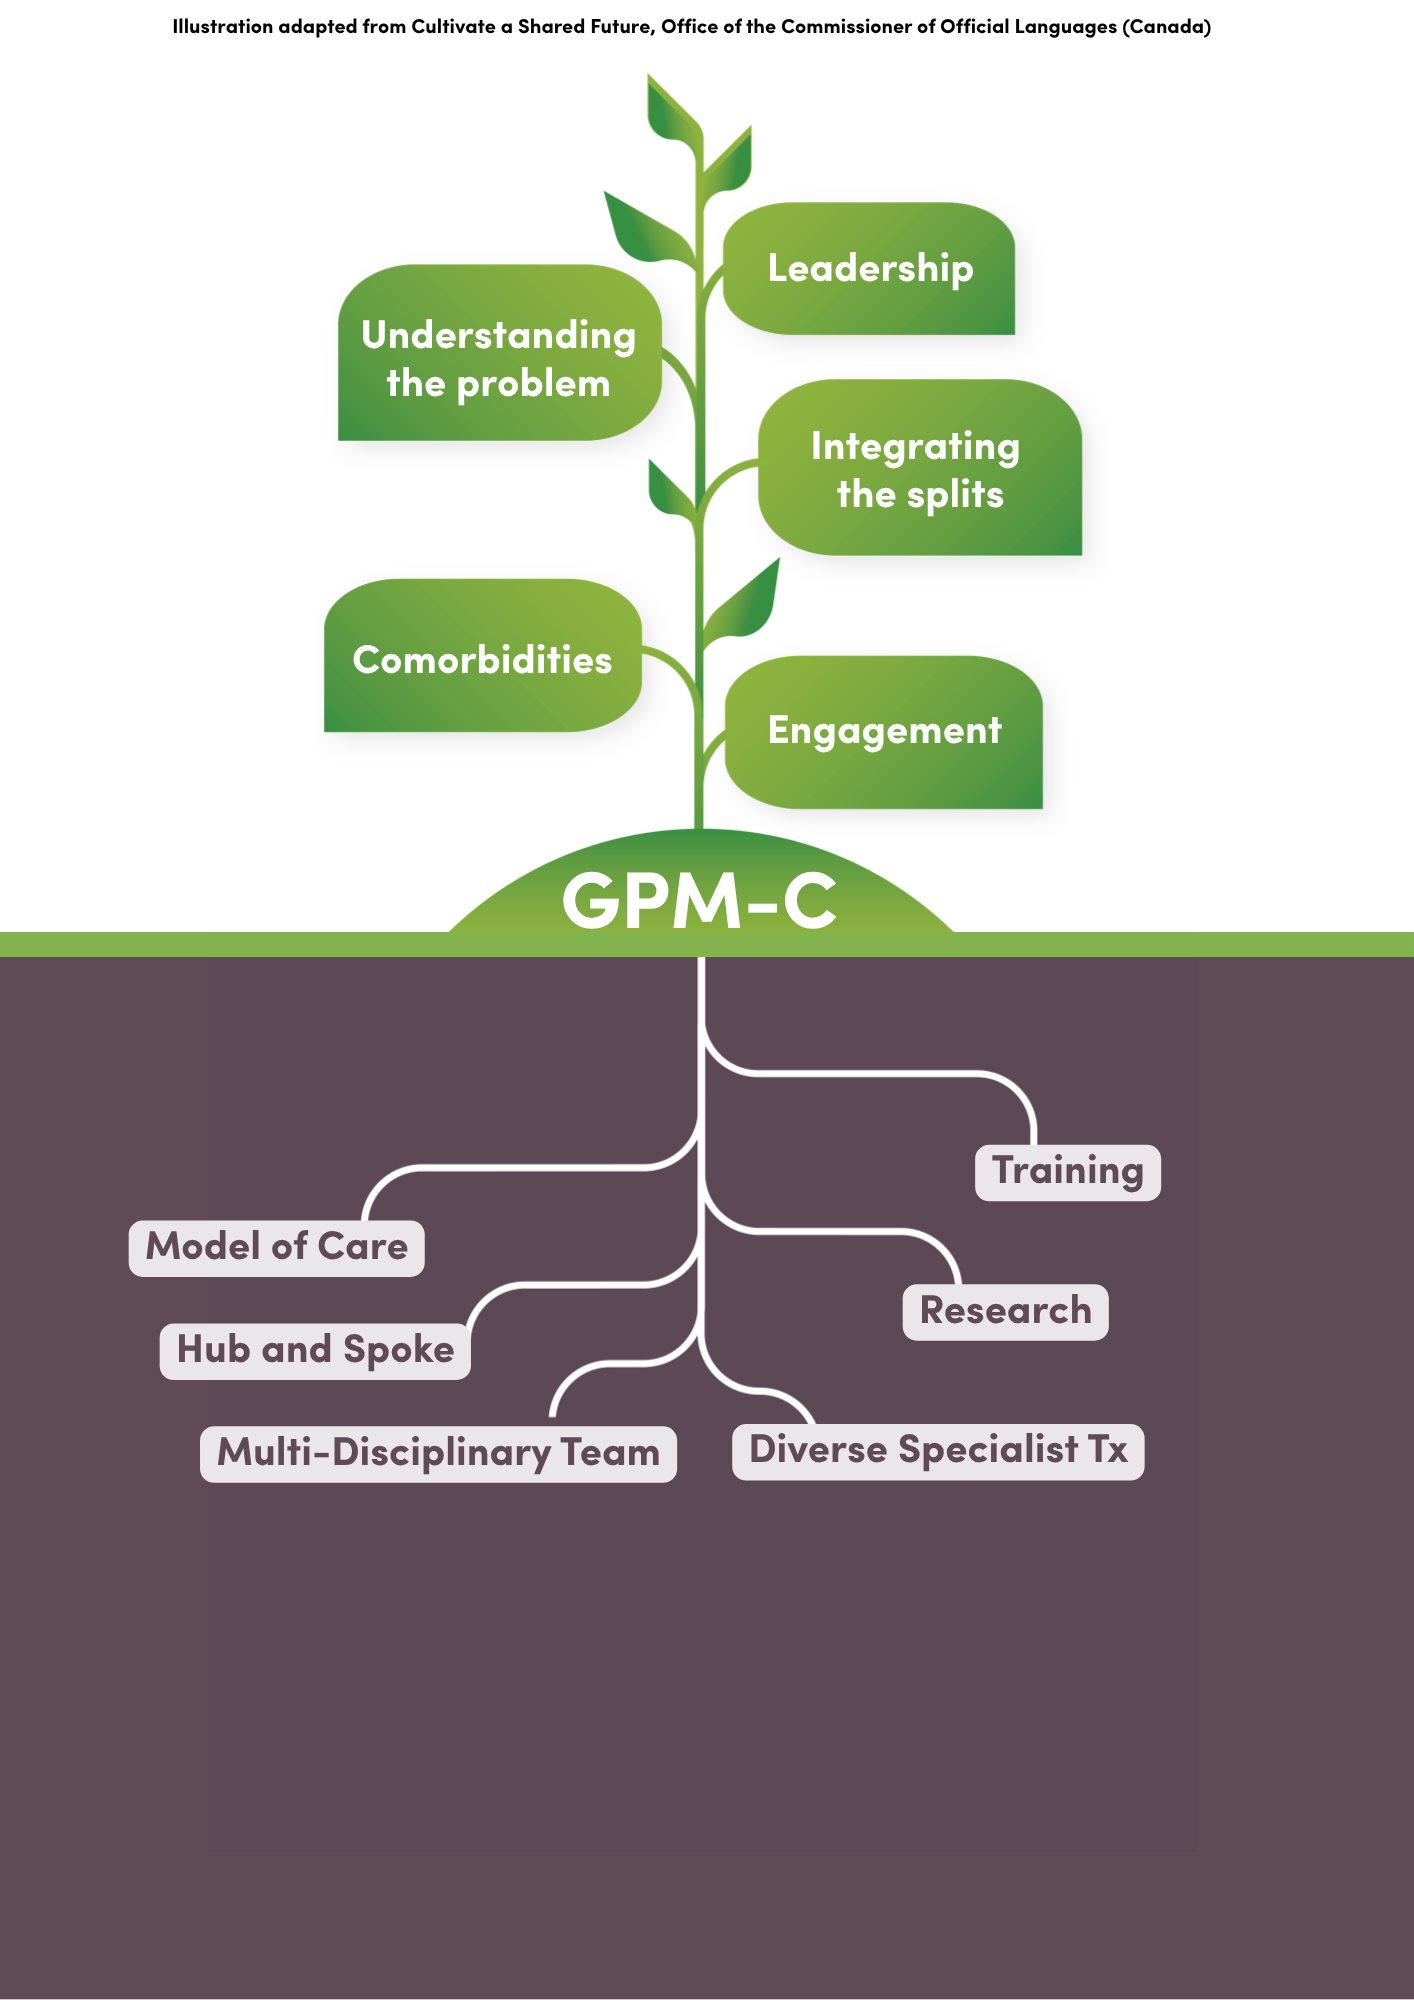 Illustration adapted from Cultivate a Shared Future, Office of the Commissioner of Official Languages (Canada)
Leadership
Understanding
the problem
Integrating
the splits
Comorbidities
Engagement
GPM-C
Training
Model of Care
Research
Hub and Spoke
Multi-Disciplinary Team
Diverse Specialist Tx